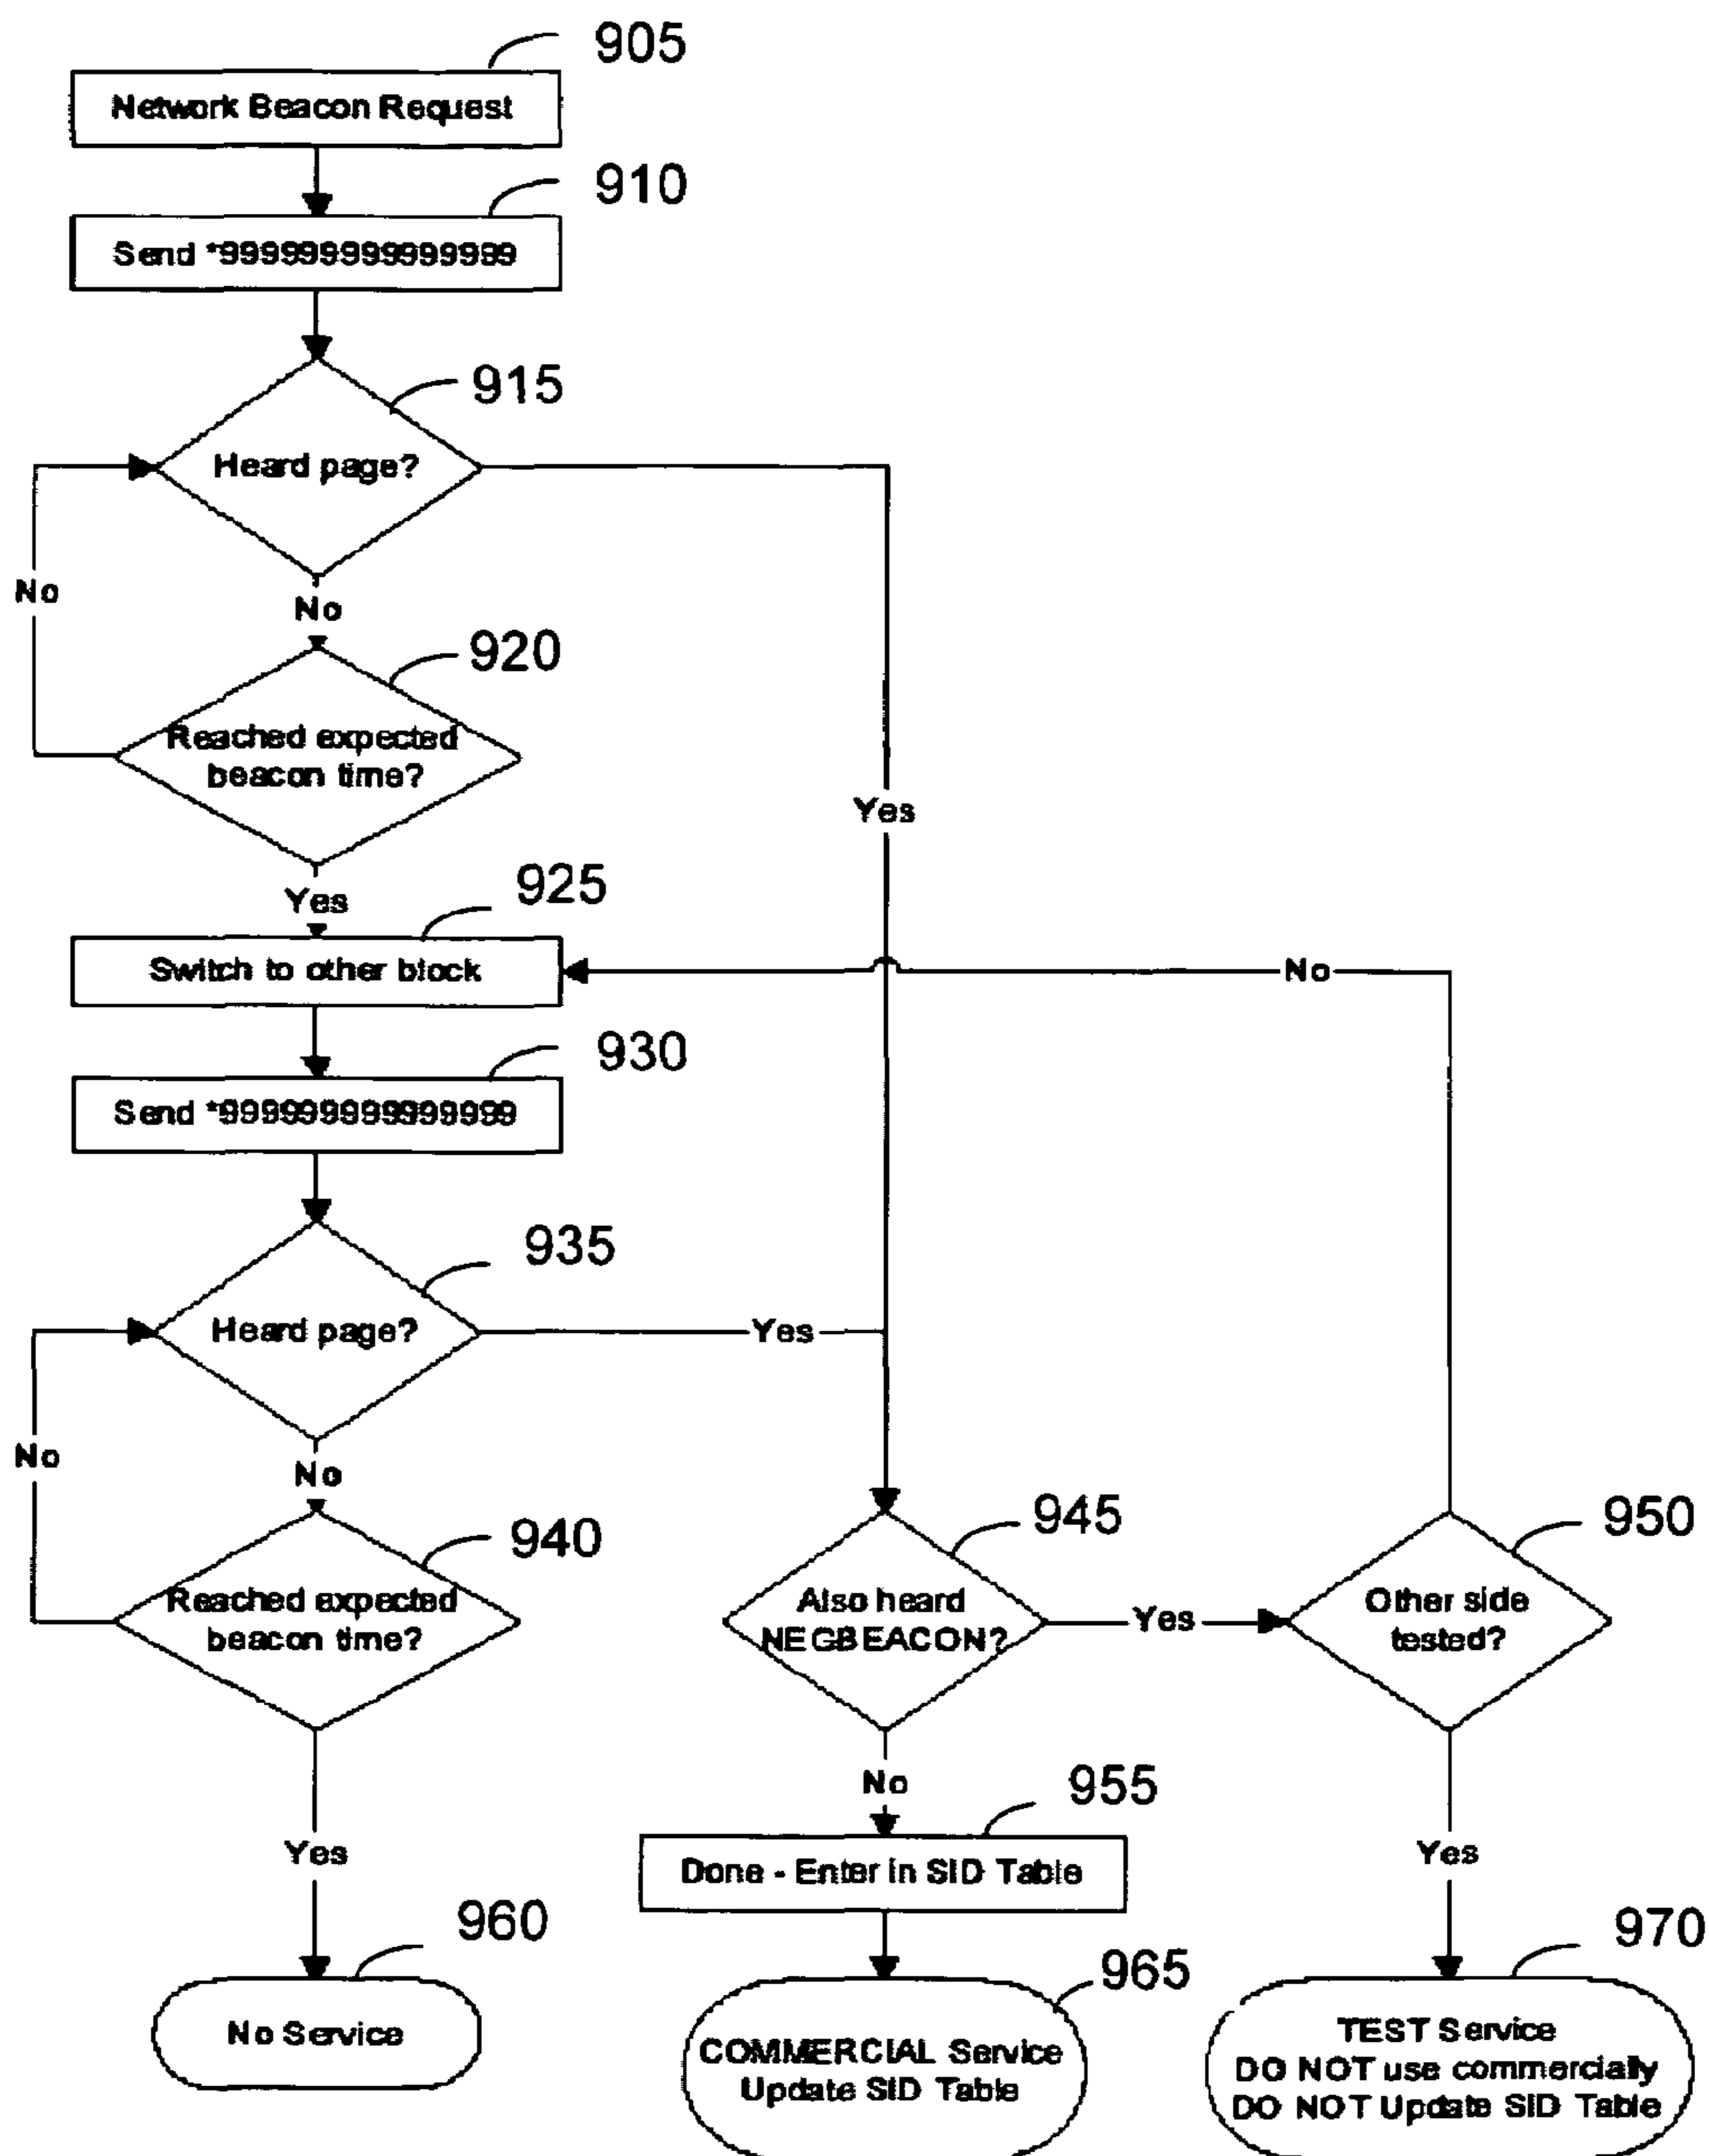 905
Network Beacon Request
910
Send *999999999999999
915
Heard page?
No
No
920
Reached expected
beacon time?
Yes
Yes
925
Switch to other block
No
930
Send *999999999999999
935
Heard page?
Yes
No
No
940
Reached expected
beacon time?
945
Also heard
NEGBEACON?
Yes
950
Other side
tested?
No
955
Done - Enter in SID Table
Yes
Yes
960
No Service
965
COMMERCIAL Service
Update SID Table
970
TEST Service
DO NOT use commercially
DO NOT Update SID Table